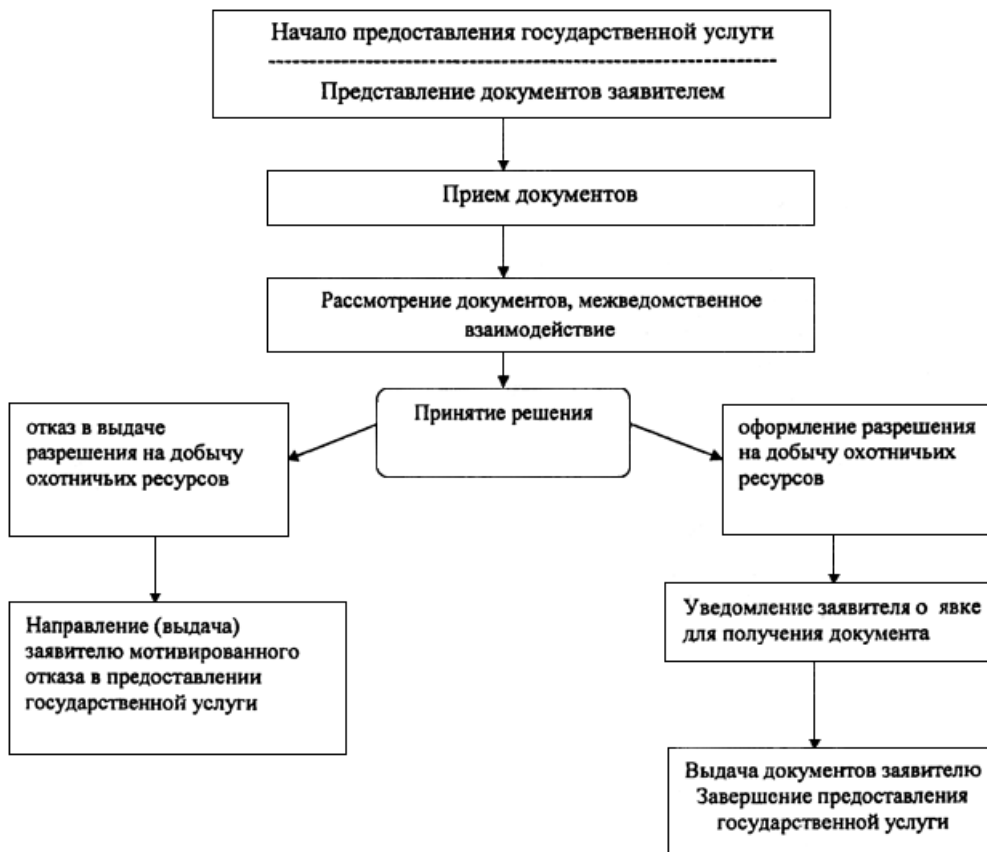 Начало предоставления государственной услуги
Представление документов заявителем
Прием документов
Рассмотрение документов, межведомственное
взаимодействие
Принятие решения
отказ в выдаче
разрешения на добычу
охотничьих ресурсов
оформление разрешения
на добычу охотничьих
ресурсов
Направление (выдача)
заявителю мотивированного
отказа в предоставлении
государственной услуги
Уведомление заявителя о явке
для получения документа
Выдача документов заявителю
Завершение предоставления
государственной услуги